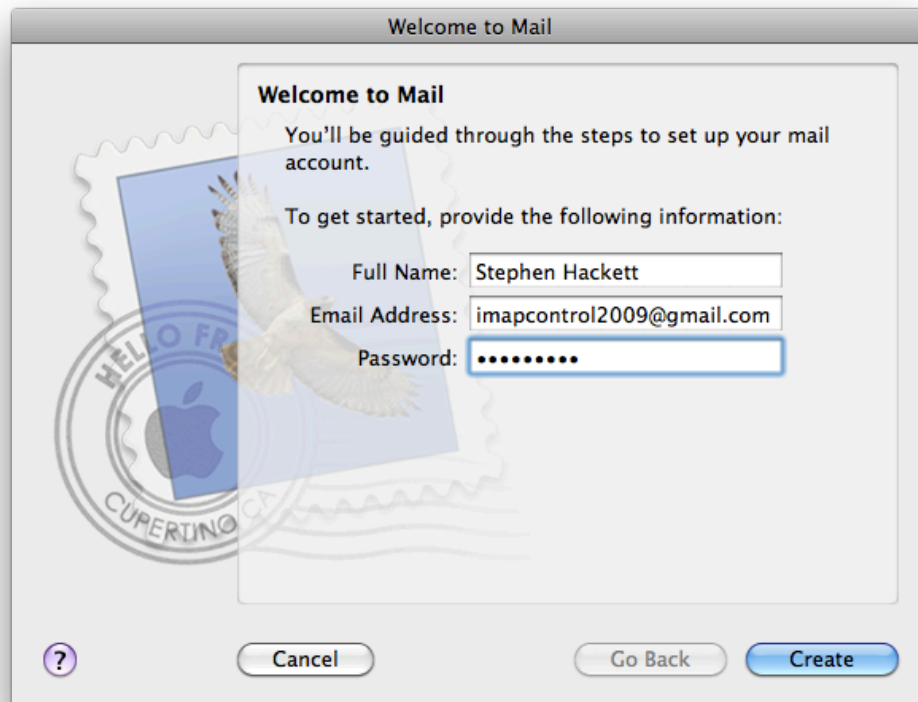 Welcome to Mail
Welcome to Mail
You'll be guided through the steps to set up your mail
account.
To get started, provide the following information:
Full Name: Stephen Hackett
Email Address: imapcontrol2009@gmail.com
Password: •••••••••
HELLO FR
CUPERTINO CA
? Cancel Go Back Create